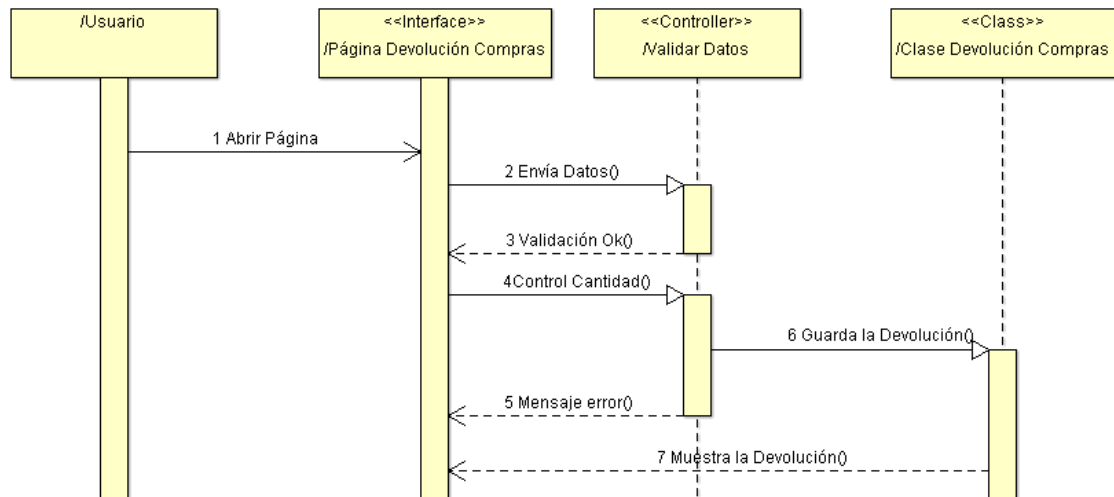 /Usuario
<<Interface>>
/Página Devolución Compras
<<Controller>>
/Validar Datos
<<Class>>
/Clase Devolución Compras
1 Abrir Página
2 Envía Datos()
3 Validación Ok()
4Control Cantidad()
6 Guarda la Devolución()
5 Mensaje error()
7 Muestra la Devolución()